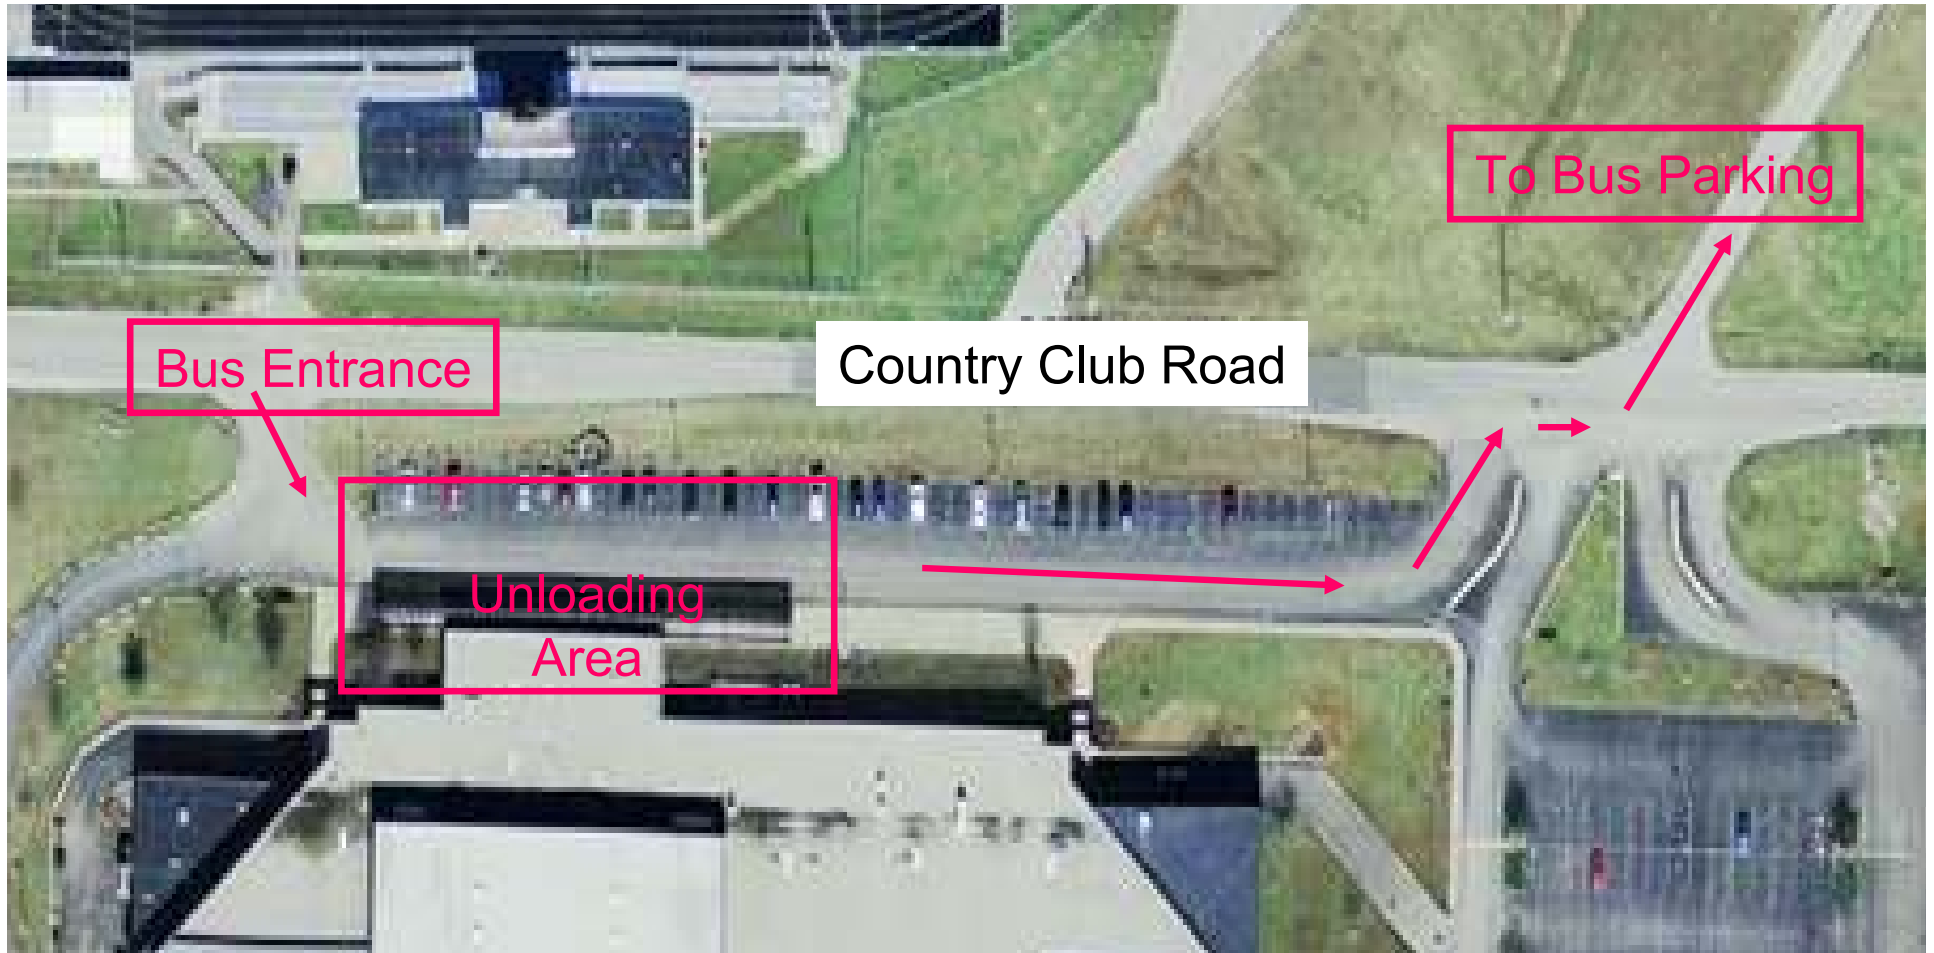 To Bus Parking
Bus Entrance
Country Club Road
Unloading
Area